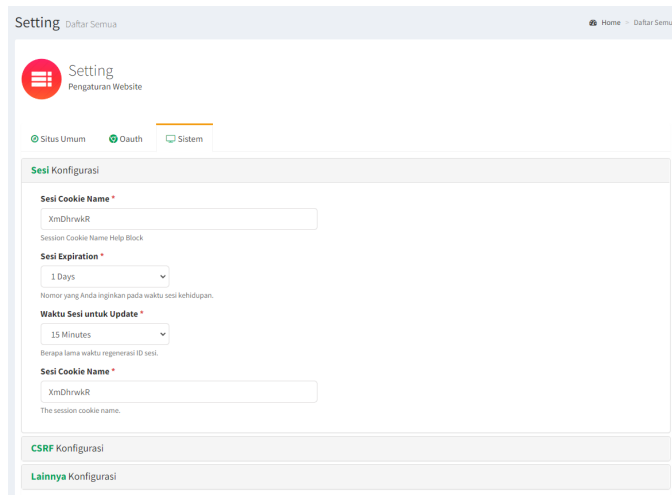 Setting Daftar Semua
Home > Daftar Semu
Setting
Pengaturan Website
Situs Umum Oauth Sistem
Sesi Konfigurasi
Sesi Cookie Name *
XmDhrwkR
Session Cookie Name Help Block
Sesi Expiration *
1 Days
Nomor yang Anda inginkan pada waktu sesi kehidupan.
Waktu Sesi untuk Update *
15 Minutes
Berapa lama waktu regenerasi ID sesi.
Sesi Cookie Name *
XmDhrwkR
The session cookie name.
CSRF Konfigurasi
Lainnya Konfigurasi